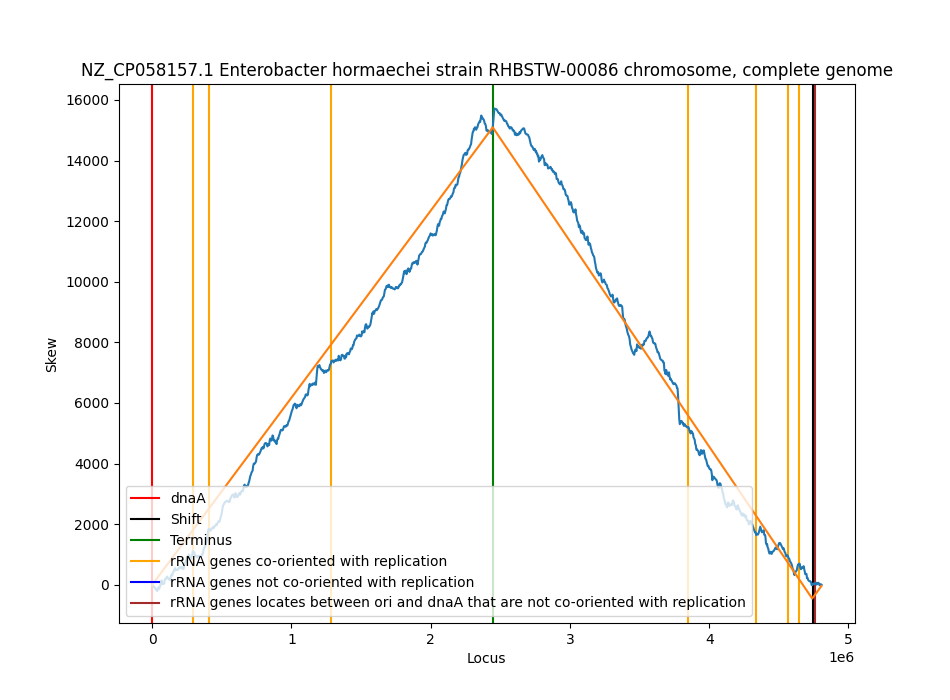 NZ_CP058157.1 Enterobacter hormaechei strain RHBSTW-00086 chromosome, complete genome
16000
14000
12000
10000
8000
6000
4000
2000
0
Skew
dnaA
Shift
Terminus
rRNA genes co-oriented with replication
rRNA genes not co-oriented with replication
rRNA genes locates between ori and dnaA that are not co-oriented with replication
0 1 2 3 4 5
1e6
Locus